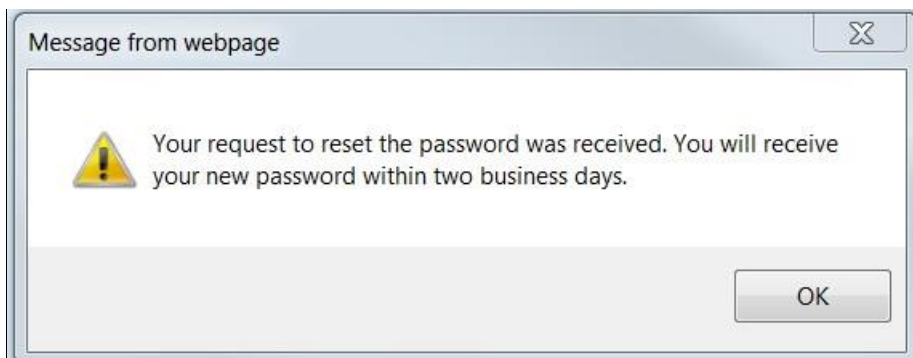 Message from webpage
Your request to reset the password was received. You will receive
your new password within two business days.
OK